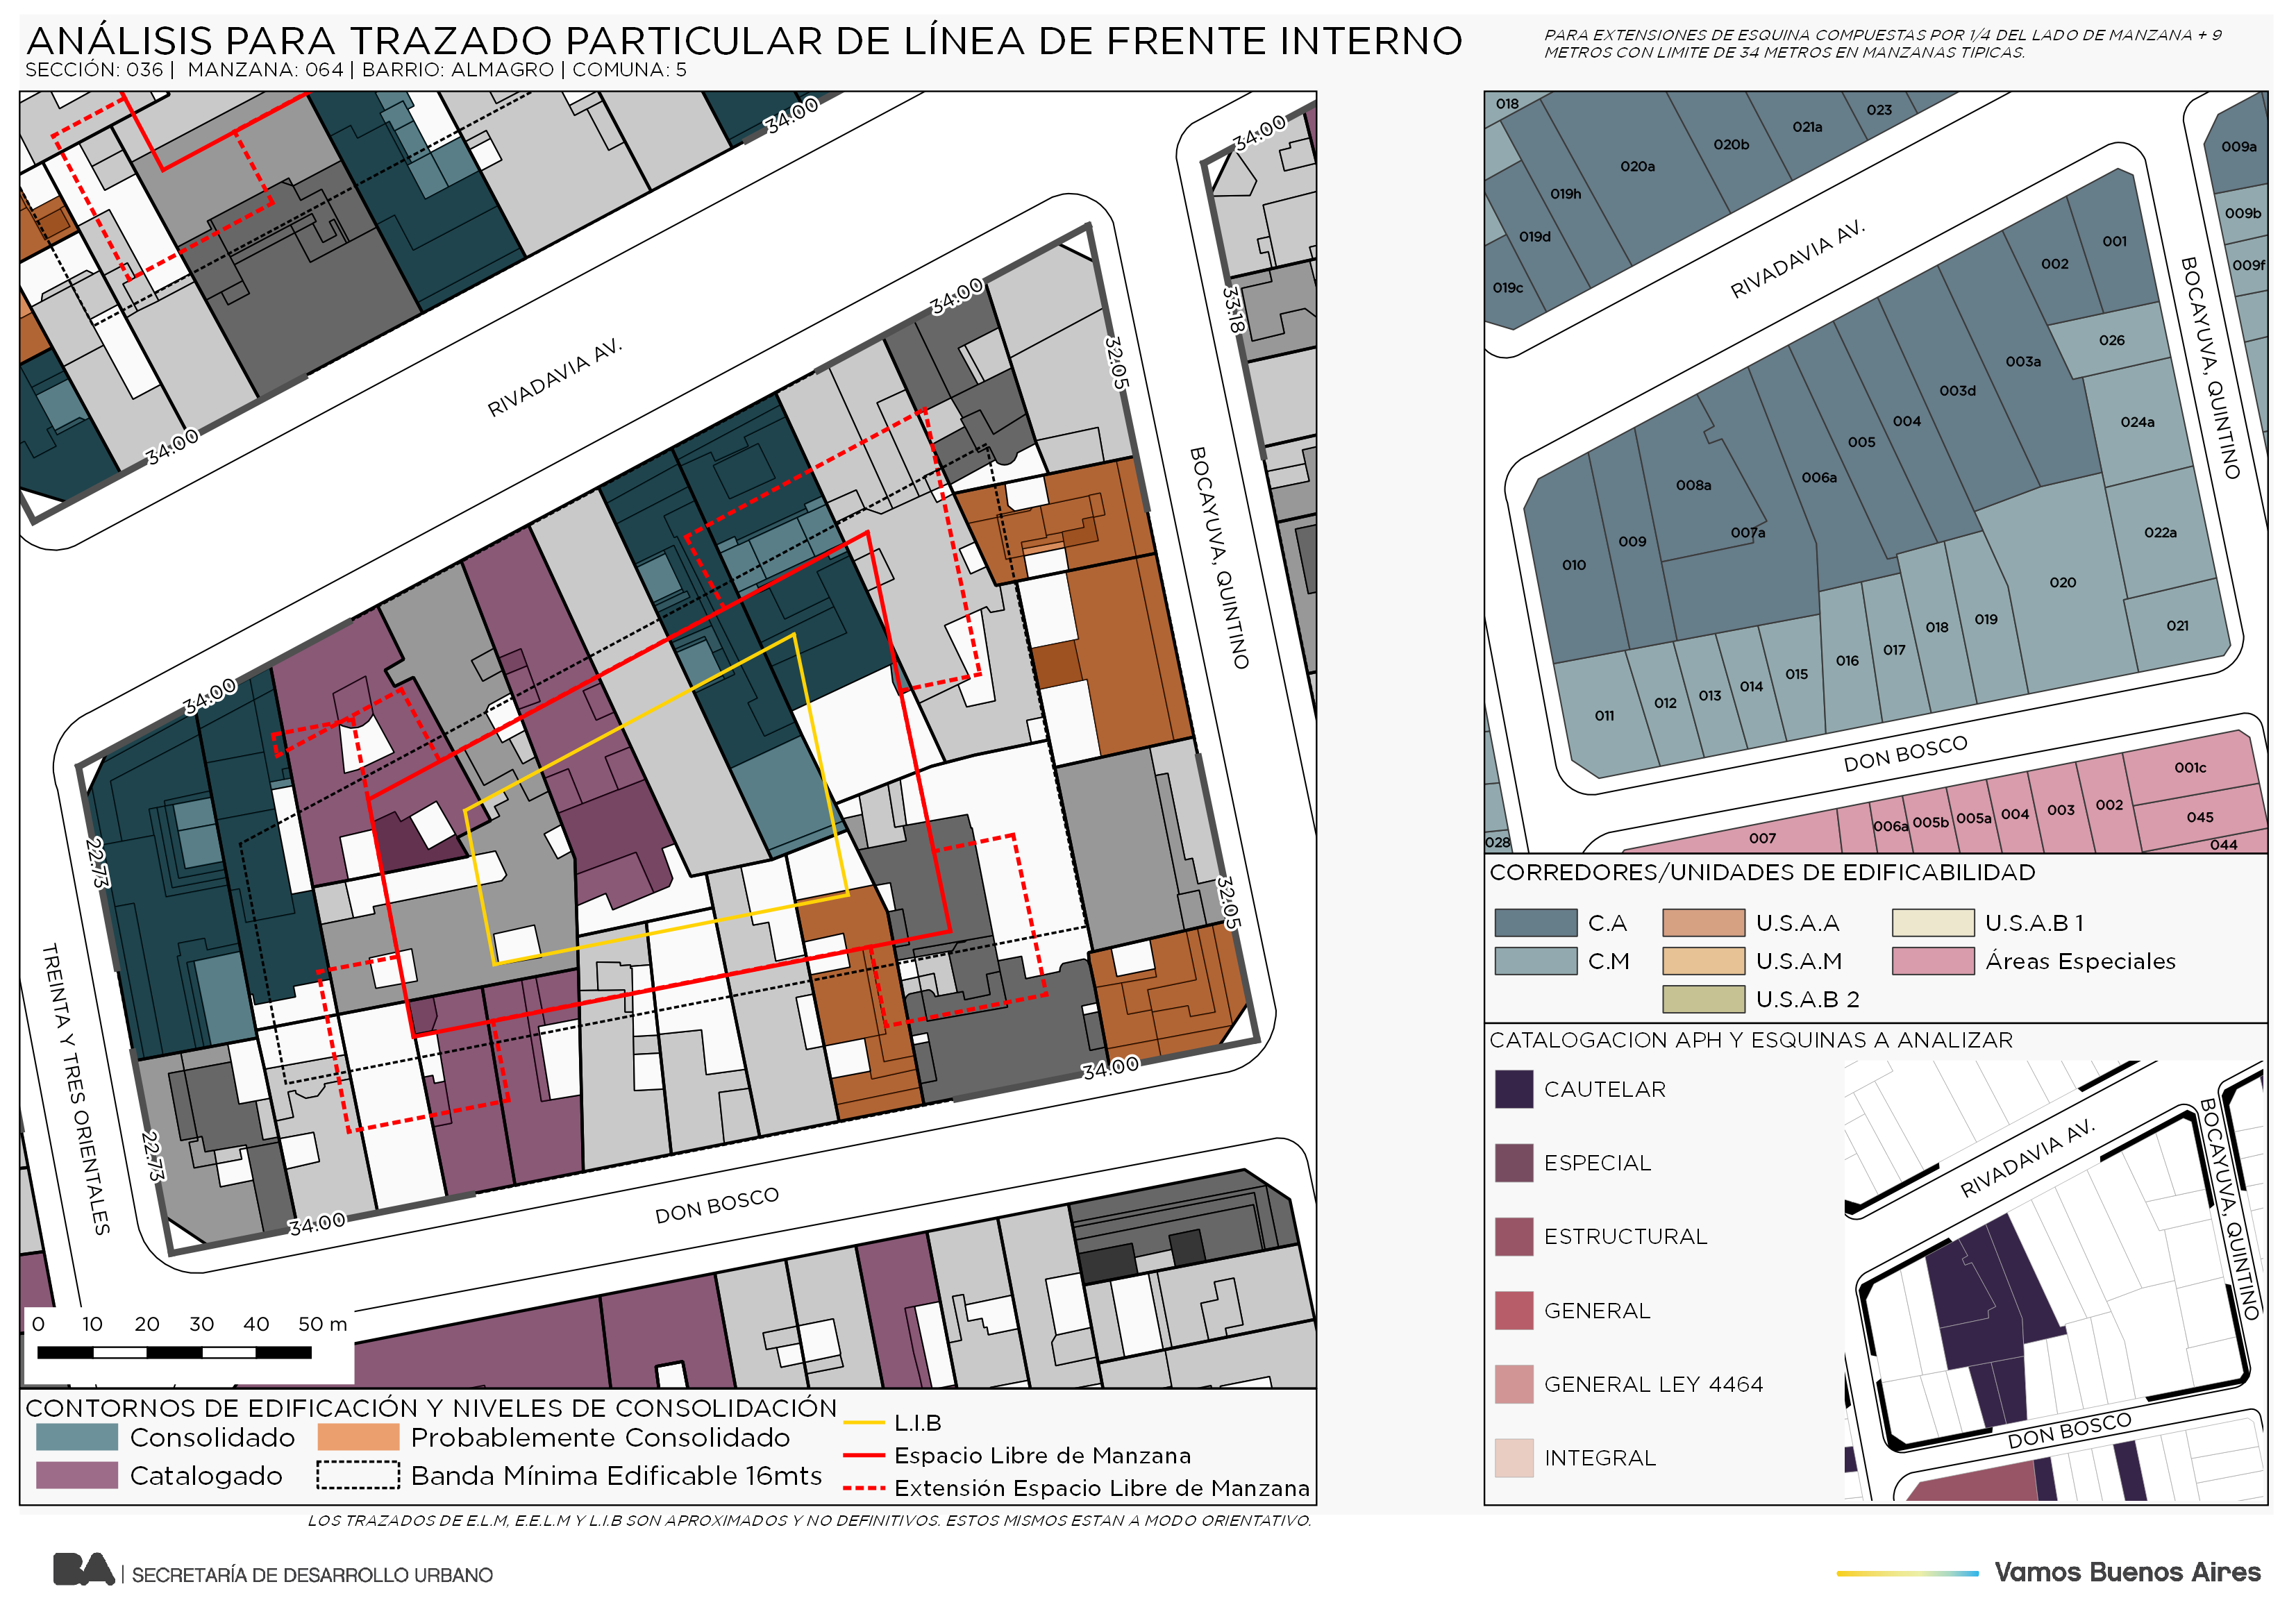 ANÁLISIS PARA TRAZADO PARTICULAR DE LÍNEA DE FRENTE INTERNO
SECCIÓN: 036 | MANZANA: 064 | BARRIO: ALMAGRO | COMUNA: 5
PARA EXTENSIONES DE ESQUINA COMPUESTAS POR 1/4 DEL LADO DE MANZANA + 9
METROS CON LIMITE DE 34 METROS EN MANZANAS TIPICAS.
34.00
34.00
34.00
34.00
33.18
RIVADAVIA AV.
32.05
BOCAYUVA, QUINTINO
34.00
22.73
32.05
TREINTA Y TRES ORIENTALES
22.73
34.00
34.00
DON BOSCO
0 10 20 30 40 50 m
CONTORNOS DE EDIFICACIÓN Y NIVELES DE CONSOLIDACIÓN
Consolidado
Probablemente Consolidado
Catalogado
Banda Mínima Edificable 16mts
L.I.B
Espacio Libre de Manzana
Extensión Espacio Libre de Manzana
LOS TRAZADOS DE E.L.M, E.E.L.M Y L.I.B SON APROXIMADOS Y NO DEFINITIVOS. ESTOS MISMOS ESTAN A MODO ORIENTATIVO.
018
023
021a
020b
020a
019h
019d
019c
009a
009b
009f
RIVADAVIA AV.
BOCAYUVA, QUINTINO
001
002
026
003a
003d
024a
004
005
006a
008a
007a
009
010
022a
020
021
019
018
017
016
015
014
013
012
011
DON BOSCO
028
007
006a
005b
005a
004
003
002
001c
045
044
CORREDORES/UNIDADES DE EDIFICABILIDAD
C.A
U.S.A.A
U.S.A.B 1
C.M
U.S.A.M
Áreas Especiales
U.S.A.B 2
CATALOGACION APH Y ESQUINAS A ANALIZAR
CAUTELAR
ESPECIAL
ESTRUCTURAL
GENERAL
GENERAL LEY 4464
INTEGRAL
RIVADAVIA AV.
BOCAYUVA, QUINTINO
DON BOSCO
BA | SECRETARÍA DE DESARROLLO URBANO
Vamos Buenos Aires